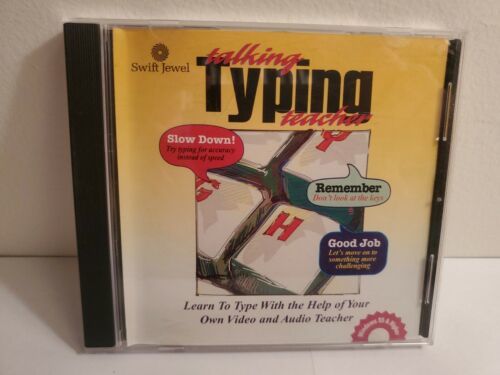 Swift Jewel
talking
Typing
teacher
Slow Down!
Try typing for accuracy
instead of speed
Remember
Don't look at the keys
G
H
Good Job
Let's move on to
something more
challenging
Learn To Type With the Help of Your
Own Video and Audio Teacher